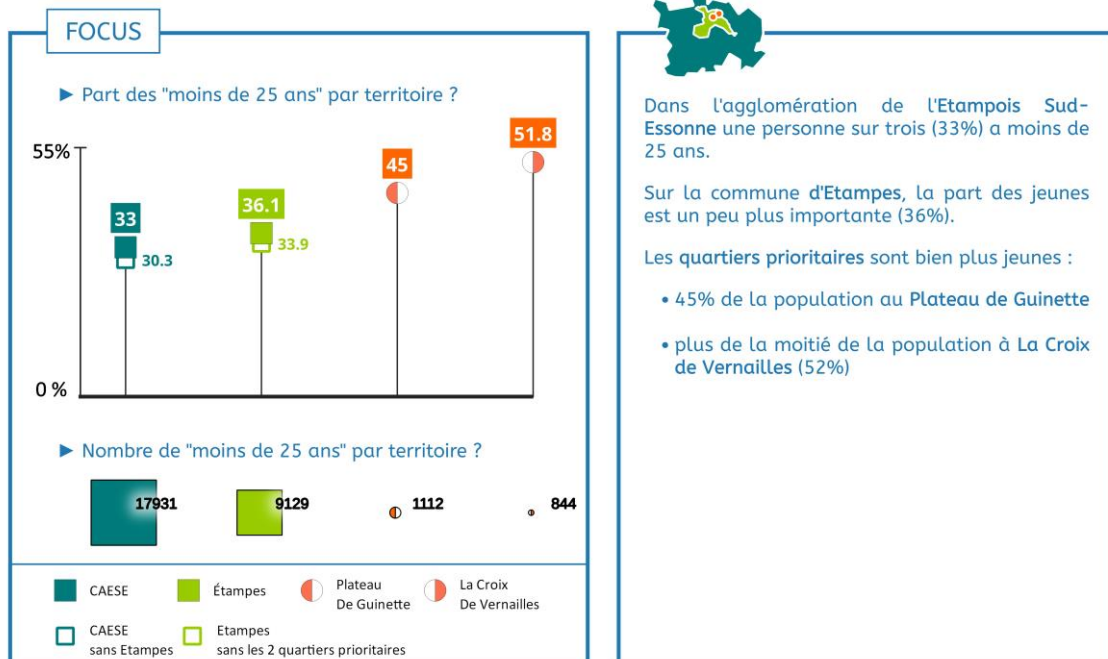 FOCUS
► Part des "moins de 25 ans" par territoire ?
55%
0 %
33
30.3
36.1
33.9
45
51.8
► Nombre de "moins de 25 ans" par territoire ?
17931
9129
1112
844
CAESE
Étampes
Plateau
De Guinette
La Croix
De Vernailles
CAESE
sans Etampes
Etampes
sans les 2 quartiers prioritaires
Dans l'agglomération de l'Etampois Sud-
Essonne une personne sur trois (33%) a moins de
25 ans.
Sur la commune d'Etampes, la part des jeunes
est un peu plus importante (36%).
Les quartiers prioritaires sont bien plus jeunes :
• 45% de la population au Plateau de Guinette
• plus de la moitié de la population à La Croix
de Vernailles (52%)